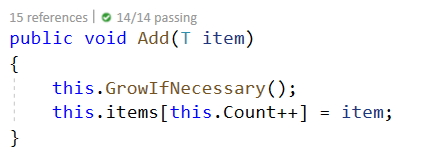 15 references | 14/14 passing
public void Add(T item)
{
    this.GrowIfNecessary();
    this.items[this.Count++] = item;
}